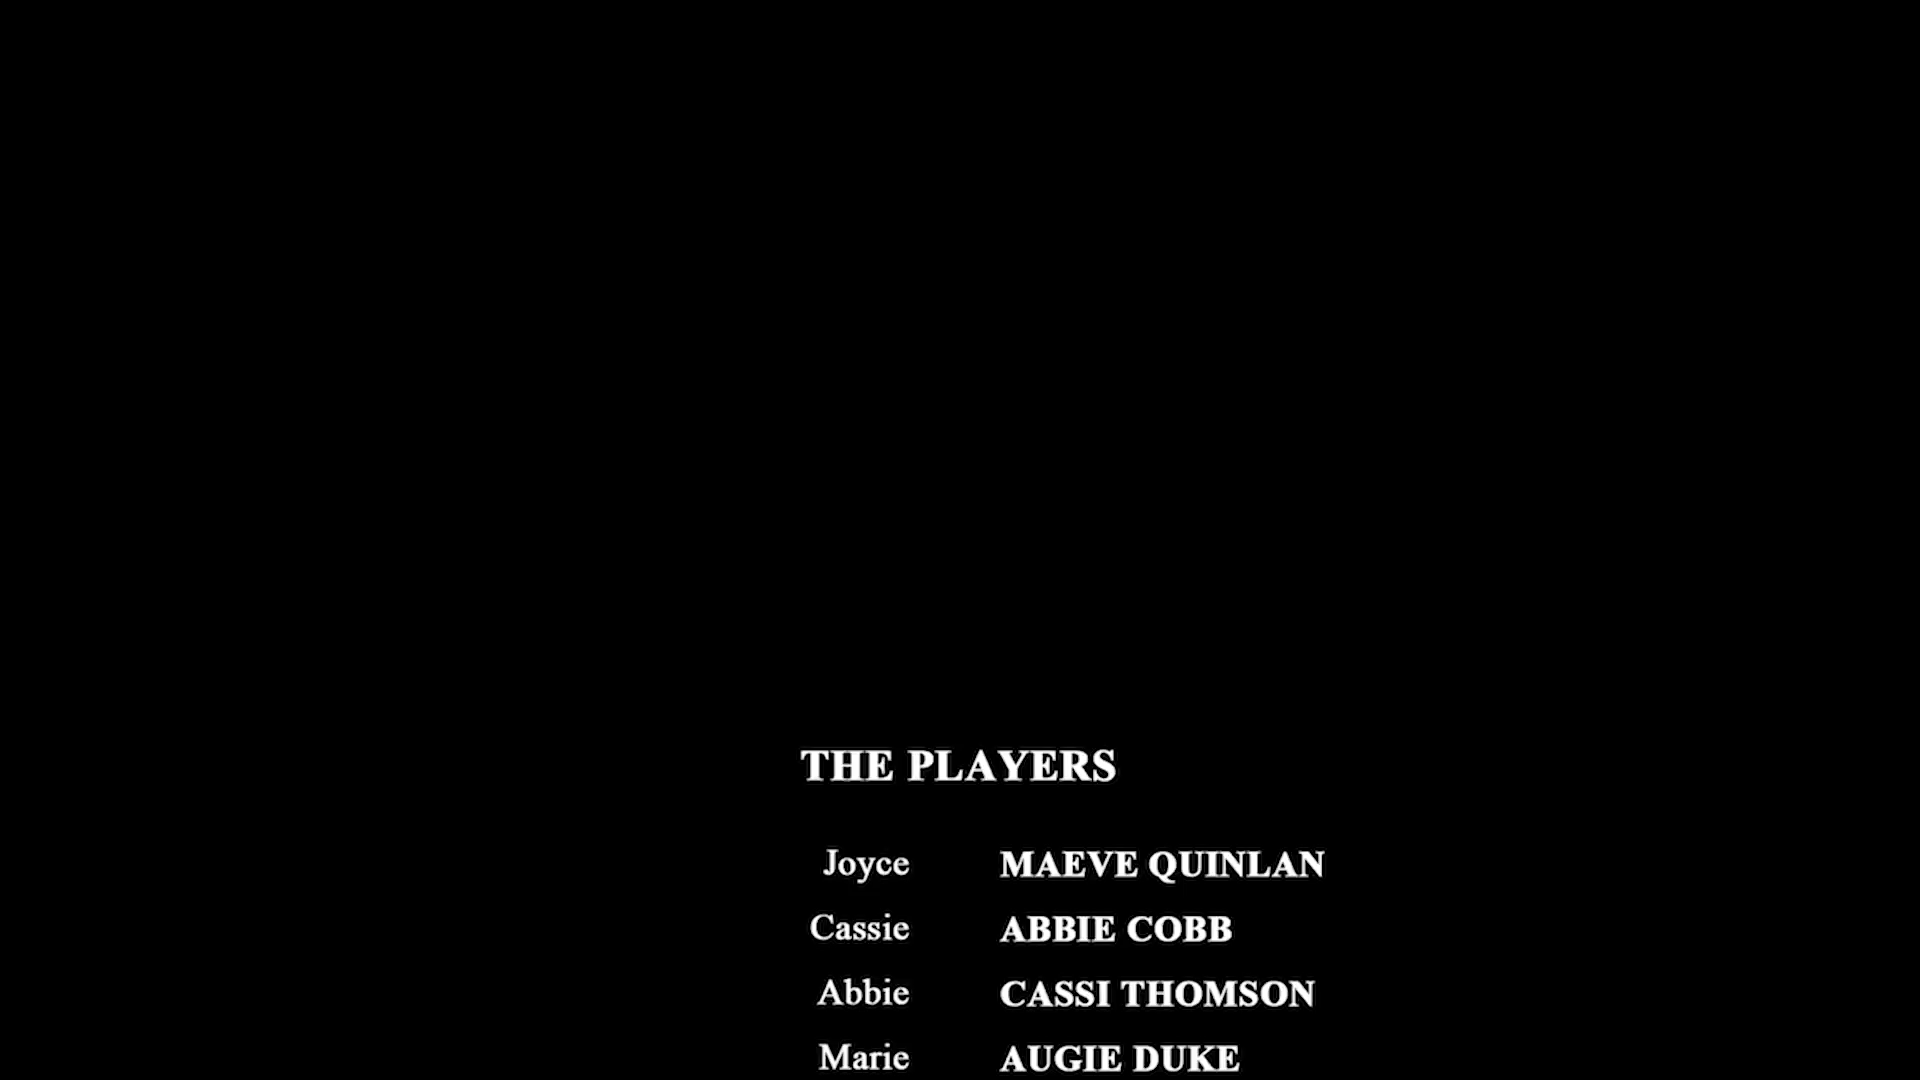 THE PLAYERS
Joyce MAEVE QUINLAN
Cassie ABBIE COBB
Abbie CASSI THOMSON
Marie AUGIE DUKE